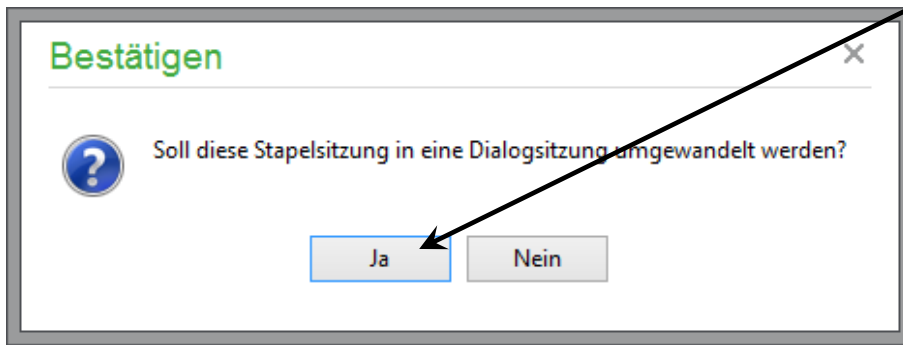 Bestätigen
Soll diese Stapelsitzung in eine Dialogsitzung umgewandelt werden?
Ja
Nein